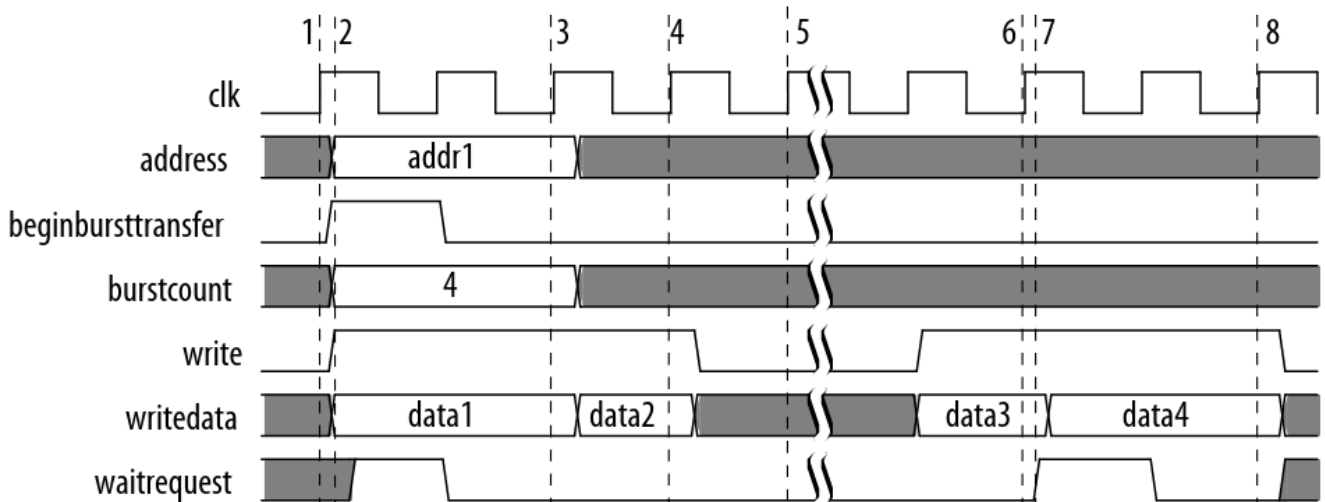 1 2 3 4 5 6 7 8
clk
address addr1
beginbursttransfer
burstcount 4
write
writedata data1 data2 data3 data4
waitrequest